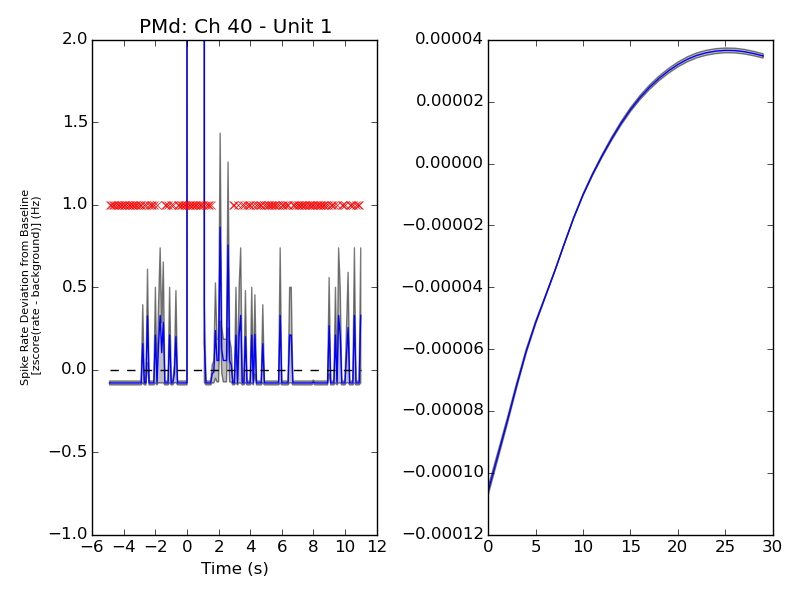 PMd: Ch 40 - Unit 1
2.0
1.5
1.0
0.5
0.0
−0.5
−1.0
Spike Rate Deviation from Baseline
[zscore(rate - background)] (Hz)
−6 −4 −2 0 2 4 6 8 10 12
Time (s)
0.00004
0.00002
0.00000
−0.00002
−0.00004
−0.00006
−0.00008
−0.00010
−0.00012
0 5 10 15 20 25 30